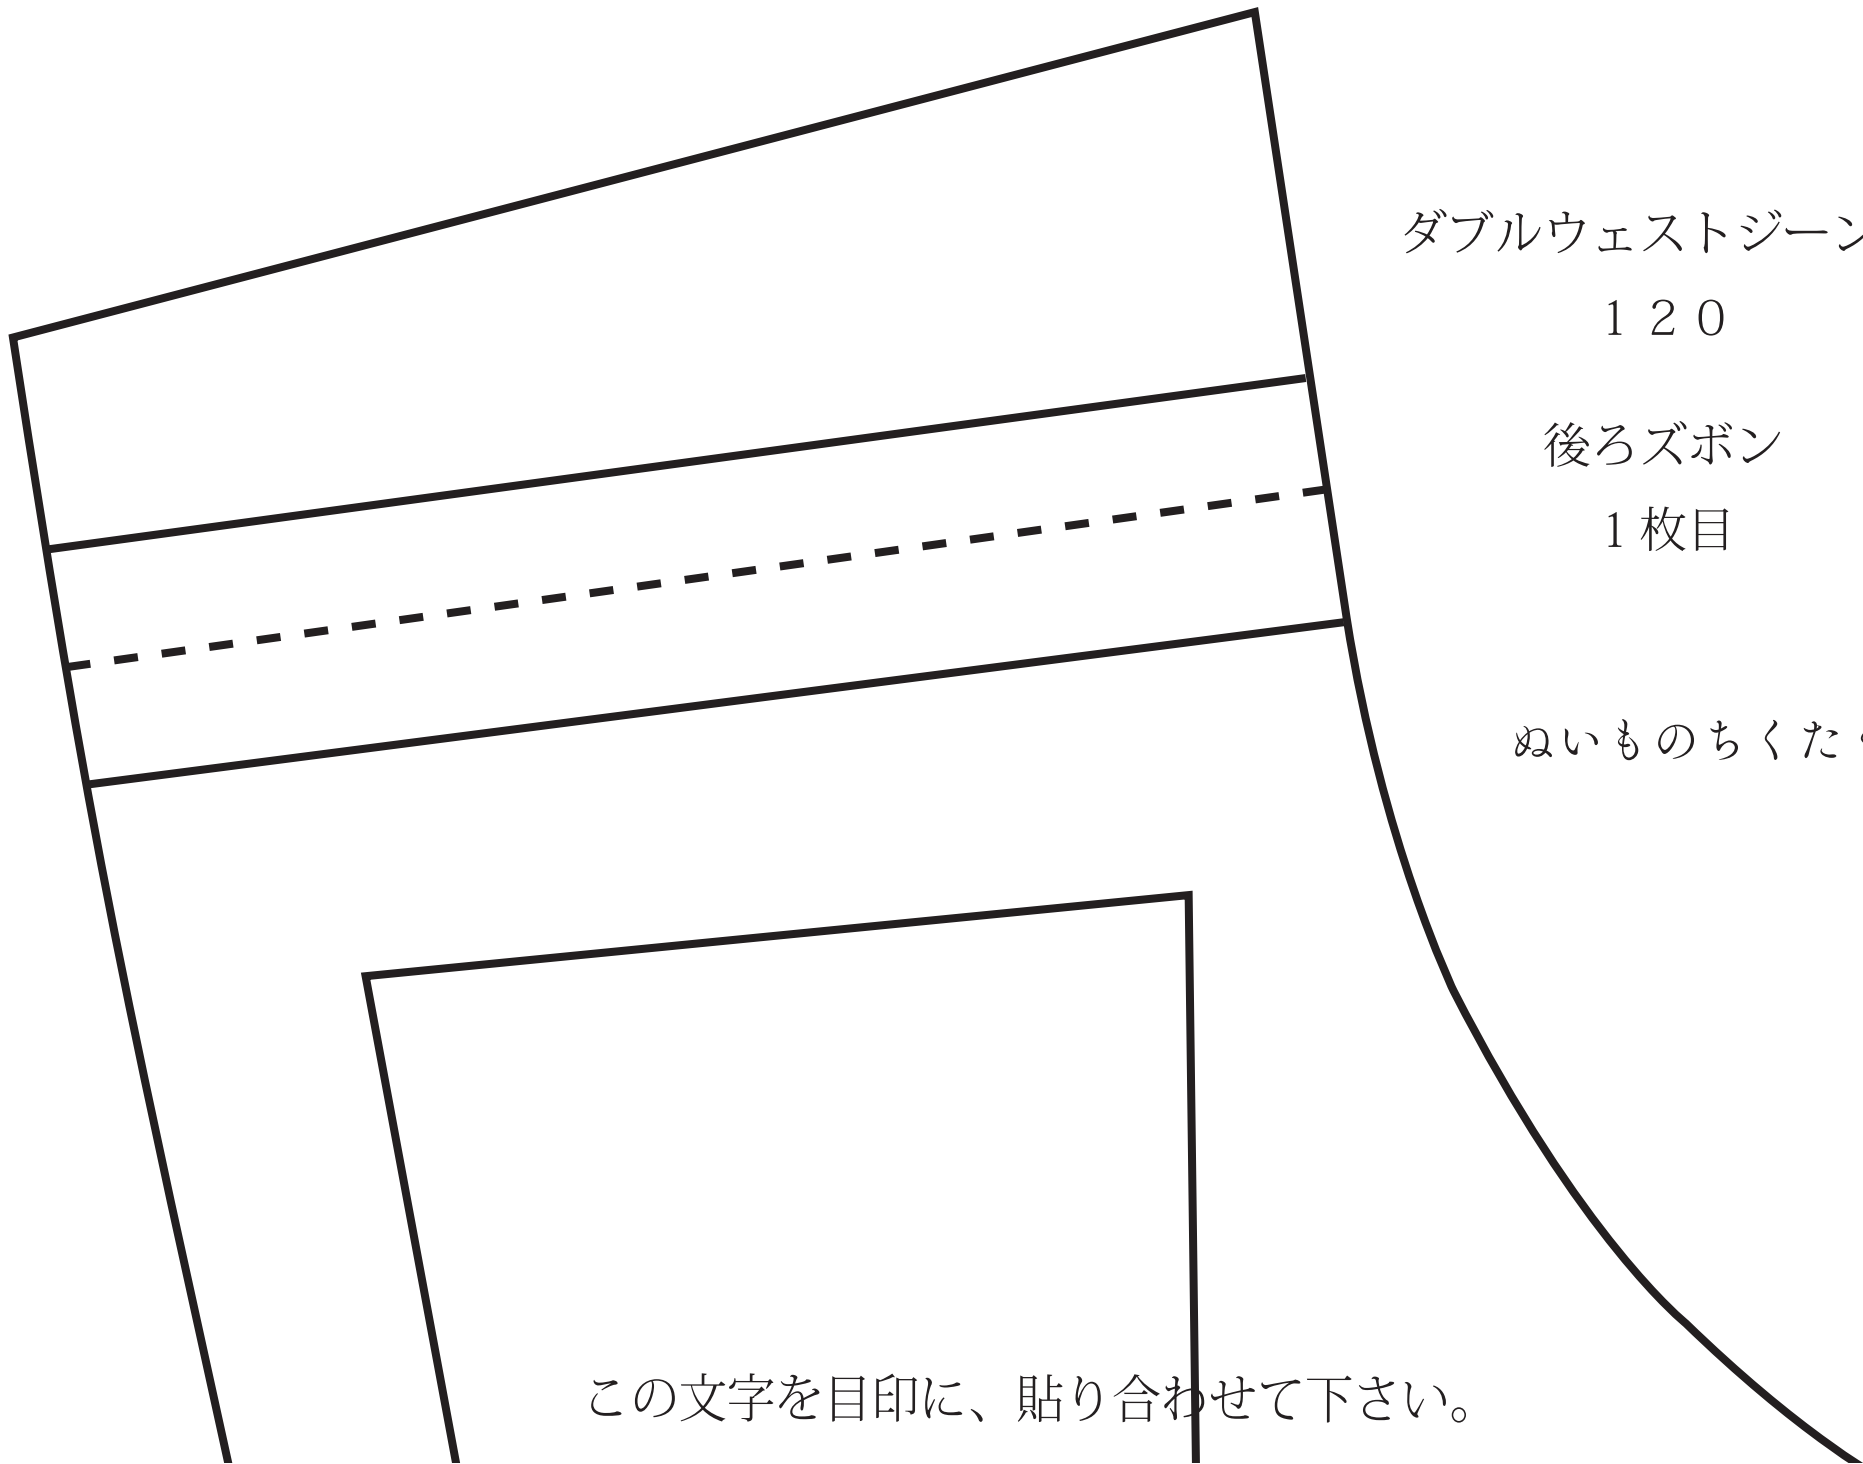 ダブルウェストジーン
１２０
後ろズボン
１枚目
ぬいものちくた
この文字を目印に、貼り合わせて下さい。